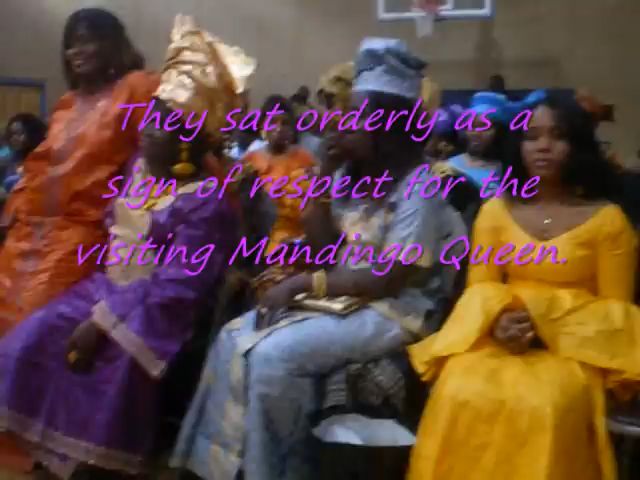 They sat orderly as a
sign of respect for the
visiting Mandingo Queen.